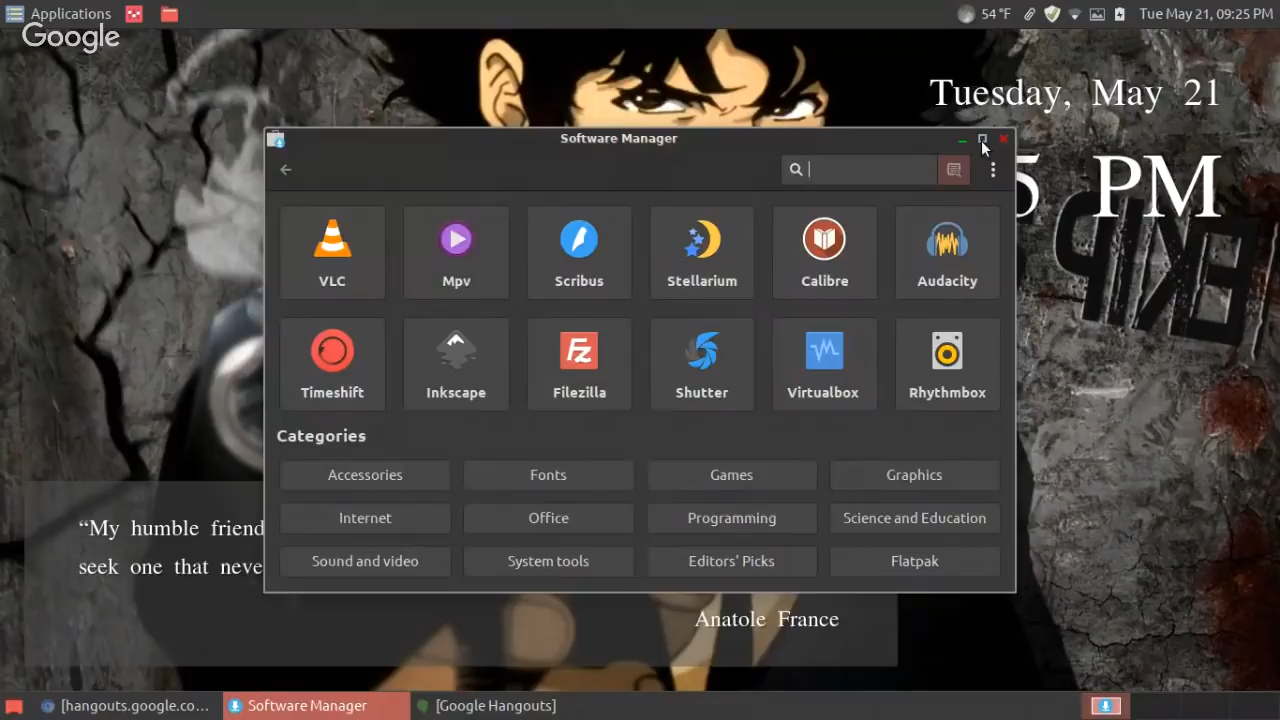 Applications
54 °F
Tue May 21, 09:25 PM
Google
Tuesday, May 21
5 PM
Software Manager
VLC
Mpv
Scribus
Stellarium
Calibre
Audacity
Timeshift
Inkscape
Filezilla
Shutter
Virtualbox
Rhythmbox
Categories
Accessories
Fonts
Games
Graphics
Internet
Office
Programming
Science and Education
Sound and video
System tools
Editors' Picks
Flatpak
“My humble friend
seek one that neve
Anatole France
[hangouts.google.co...
Software Manager
[Google Hangouts]